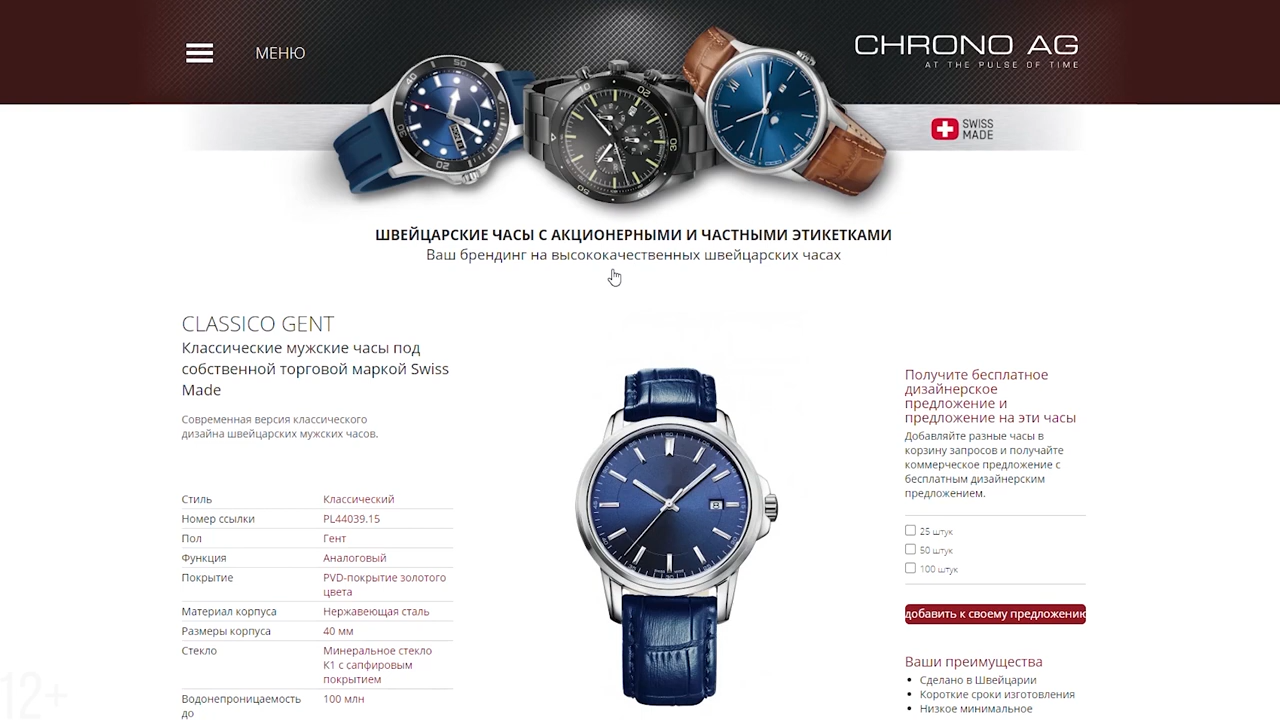 МЕНЮ
CHRONO AG
AT THE PULSE OF TIME
SWISS
MADE
ШВЕЙЦАРСКИЕ ЧАСЫ С АКЦИОНЕРНЫМИ И ЧАСТНЫМИ ЭТИКЕТКАМИ
Ваш брендинг на высококачественных швейцарских часах
CLASSICO GENT
Классические мужские часы под
собственной торговой маркой Swiss
Made
Современная версия классического
дизайна швейцарских мужских часов.
Стиль Классический
Номер ссылки PL44039.15
Пол Гент
Функция Аналоговый
Покрытие PVD-покрытие золотого
цвета
Материал корпуса Нержавеющая сталь
Размеры корпуса 40 мм
Стекло Минеральное стекло
K1 с сапфировым
покрытием
Водонепроницаемость 100 млн
до
Получите бесплатное
дизайнерское
предложение и
предложение на эти часы
Добавляйте разные часы в
корзину запросов и получайте
коммерческое предложение с
бесплатным дизайнерским
предложением.
25 штук
50 штук
100 штук
добавить к своему предложению
Ваши преимущества
Сделано в Швейцарии
Короткие сроки изготовления
Низкое минимальное
12+